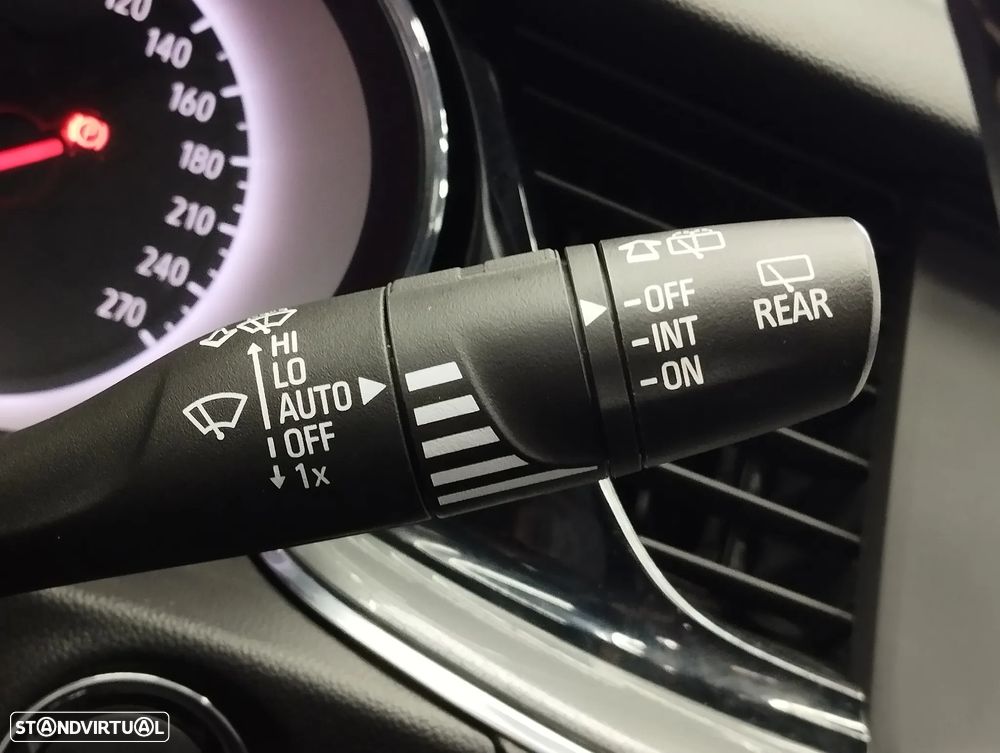 120
140
160
180
210
240
270
P
HI
LO
AUTO
OFF
1x
-OFF
-INT
-ON
REAR
STANDVIRTUAL